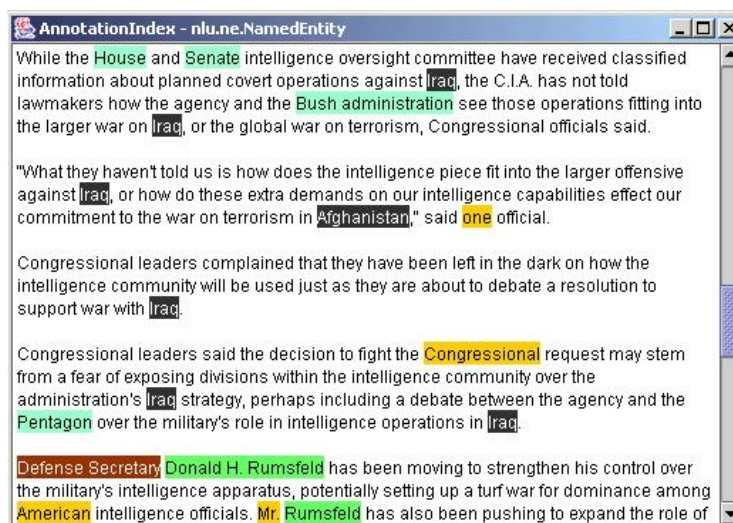 AnnotationIndex - nlu.ne.NamedEntity
While the House and Senate intelligence oversight committee have received classified
information about planned covert operations against Iraq, the C.I.A. has not told
lawmakers how the agency and the Bush administration see those operations fitting into
the larger war on Iraq, or the global war on terrorism, Congressional officials said.
"What they haven't told us is how does the intelligence piece fit into the larger offensive
against Iraq, or how do these extra demands on our intelligence capabilities effect our
commitment to the war on terrorism in Afghanistan," said one official.
Congressional leaders complained that they have been left in the dark on how the
intelligence community will be used just as they are about to debate a resolution to
support war with Iraq.
Congressional leaders said the decision to fight the Congressional request may stem
from a fear of exposing divisions within the intelligence community over the
administration's Iraq strategy, perhaps including a debate between the agency and the
Pentagon over the military's role in intelligence operations in Iraq.
Defense Secretary Donald H. Rumsfeld has been moving to strengthen his control over
the military's intelligence apparatus, potentially setting up a turf war for dominance among
American intelligence officials. Mr. Rumsfeld has also been pushing to expand the role of